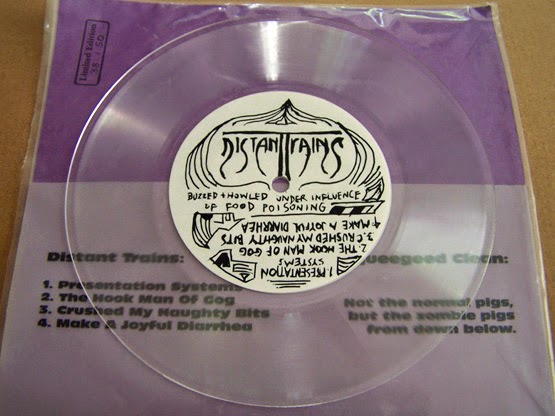 Limited Edition
38 / 50
DISTANT TRAINS
BUZZED + HOWLED UNDER INFLUENCE
OF FOOD POISONING
1. PRESENTATION
SYSTEMS
2. THE HOOK MAN OF GOG
3. CRUSHED MY NAUGHTY BITS
4 MAKE A JOYFUL DIARRHEA
Distant Trains:
1. Presentation Systems
2. The Hook Man Of Gog
3. Crushed My Naughty Bits
4. Make A Joyful Diarrhea
Squeegeed Clean:
Not the normal pigs,
but the zombie pigs
from down below.